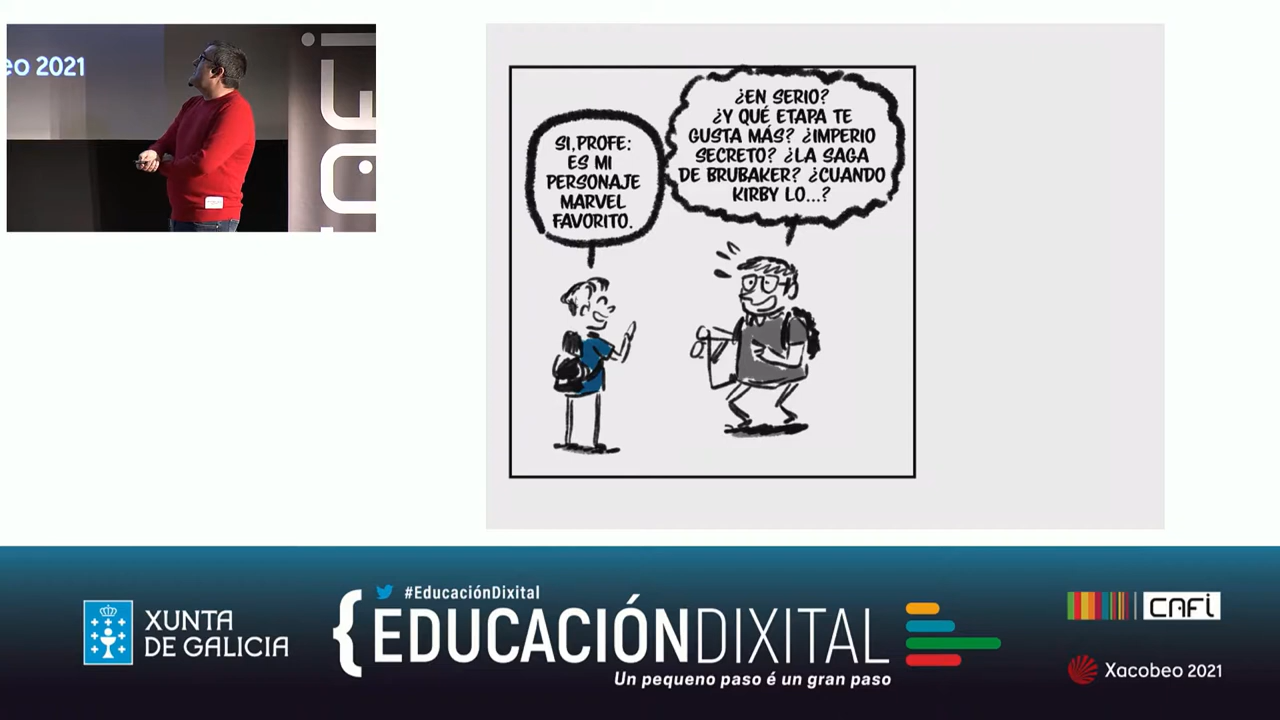 eo 2021
SI, PROFE:
ES MI
PERSONAJE
MARVEL
FAVORITO.
¿EN SERIO?
¿Y QUÉ ETAPA TE
GUSTA MÁS? ¿IMPERIO
SECRETO? ¿LA SAGA
DE BRUBAKER? ¿CUANDO
KIRBY LO...?
XUNTA
DE GALICIA
#EducaciónDixital
EDUCACIÓNDIXITAL
Un pequeno paso é un gran paso
CAFi
Xacobeo 2021